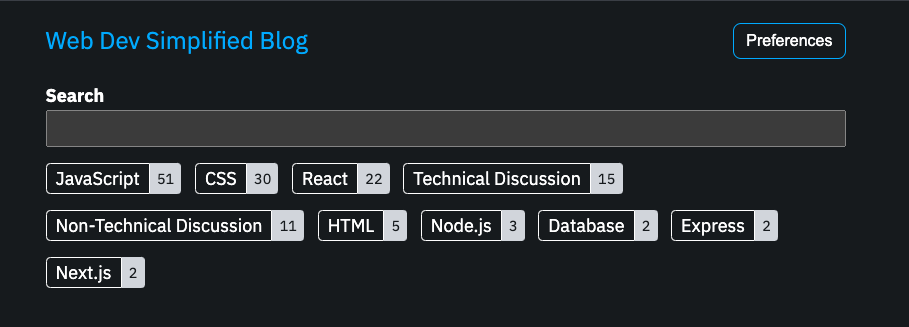 Web Dev Simplified Blog Preferences
Search
JavaScript 51 CSS 30 React 22 Technical Discussion 15
Non-Technical Discussion 11 HTML 5 Node.js 3 Database 2 Express 2
Next.js 2